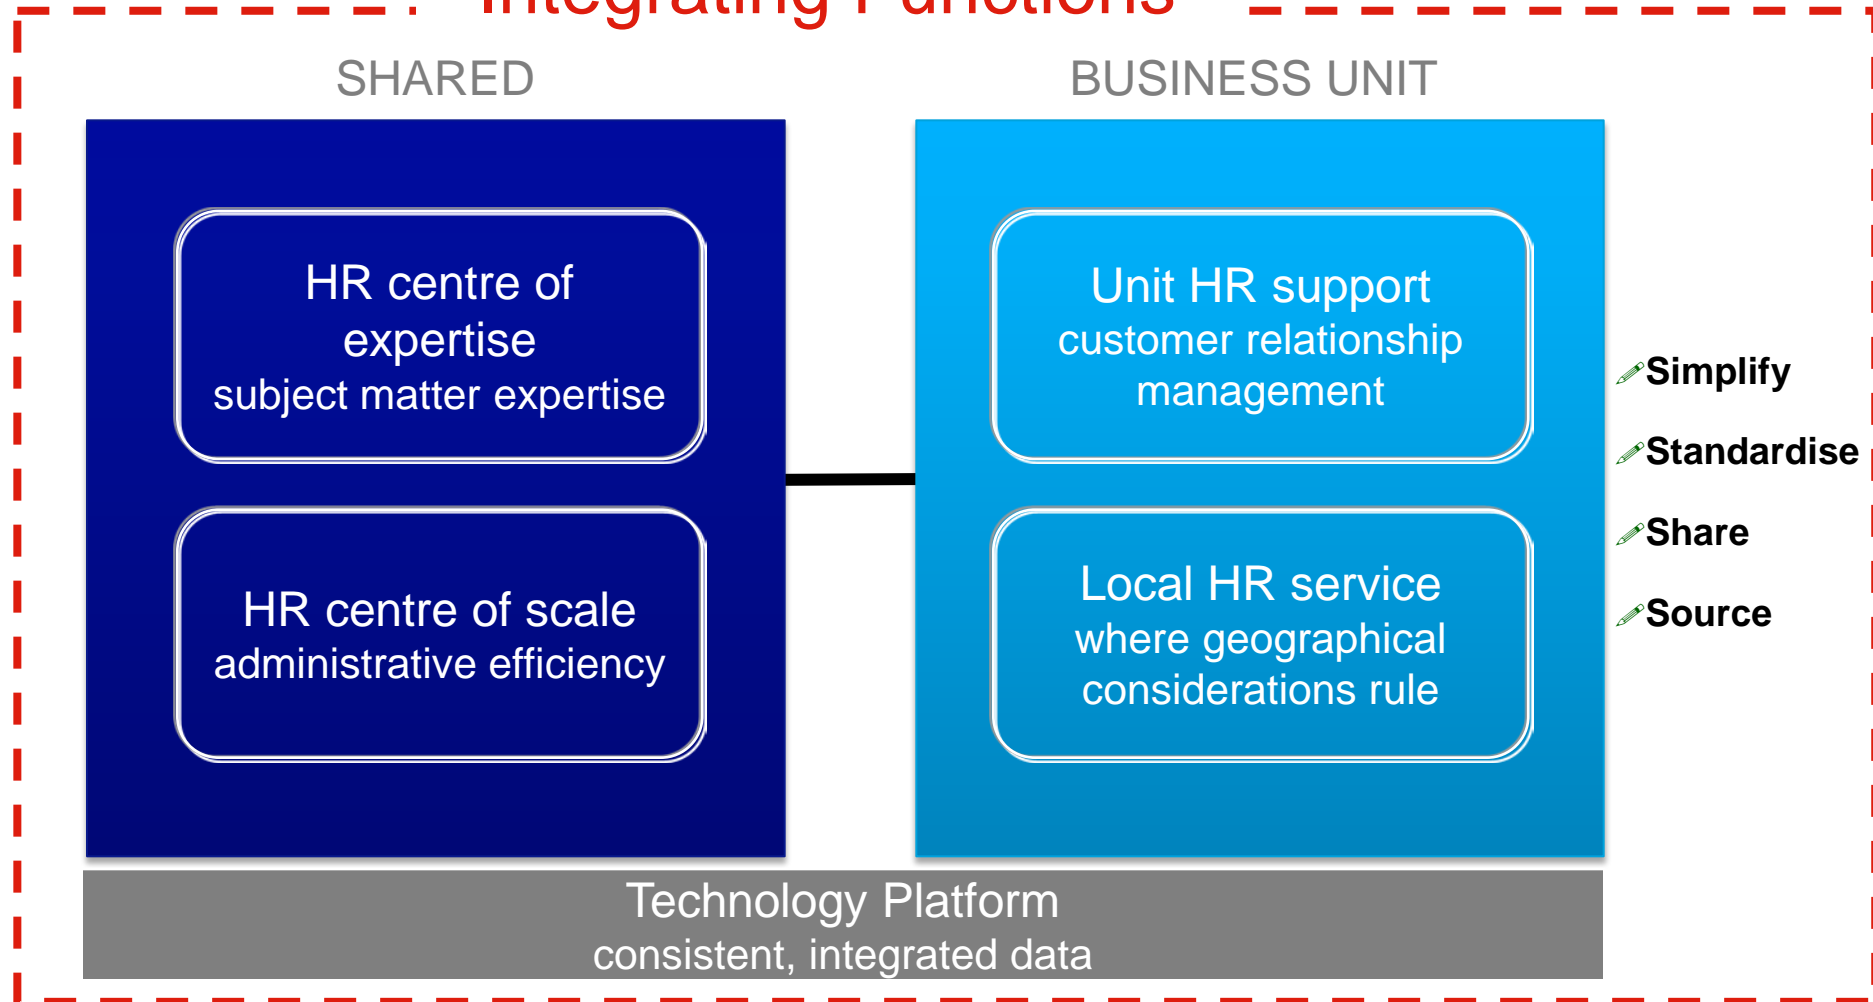 Integrating Functions
SHARED
BUSINESS UNIT
HR centre of
expertise
subject matter expertise
HR centre of scale
administrative efficiency
Unit HR support
customer relationship
management
Local HR service
where geographical
considerations rule
Simplify
Standardise
Share
Source
Technology Platform
consistent, integrated data